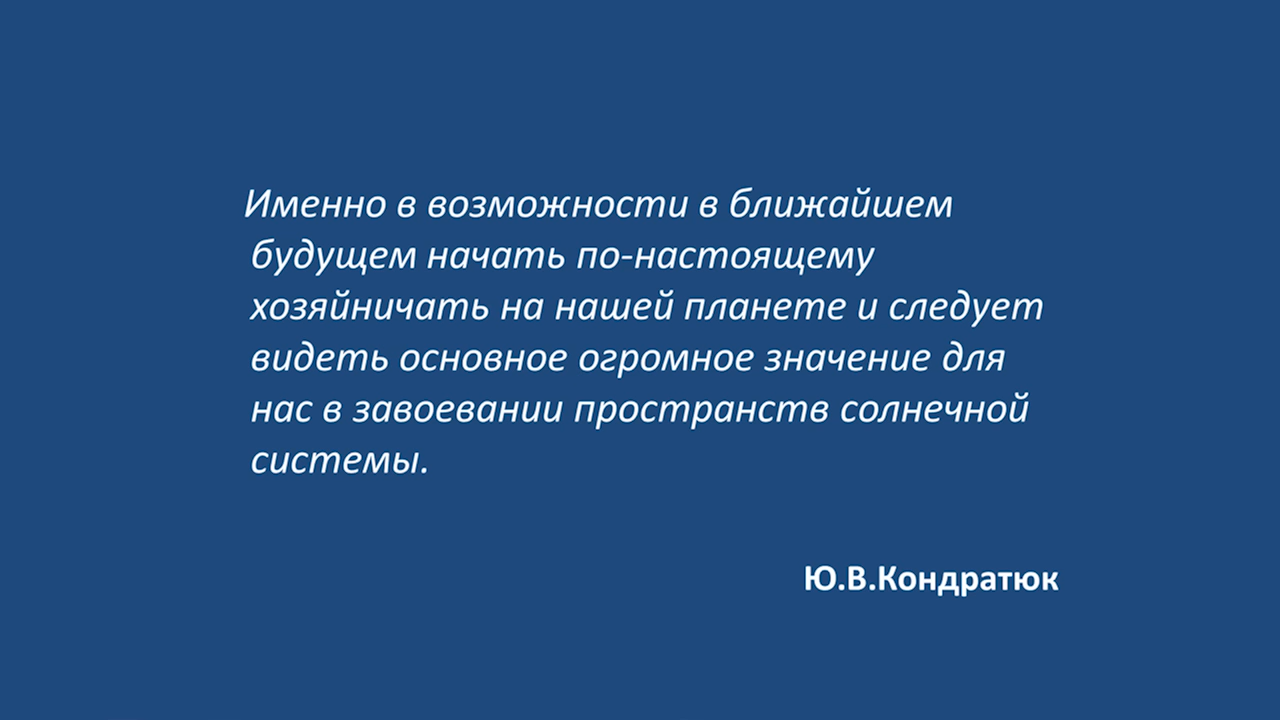 Именно в возможности в ближайшем
будущем начать по-настоящему
хозяйничать на нашей планете и следует
видеть основное огромное значение для
нас в завоевании пространств солнечной
системы.
Ю.В.Кондратюк